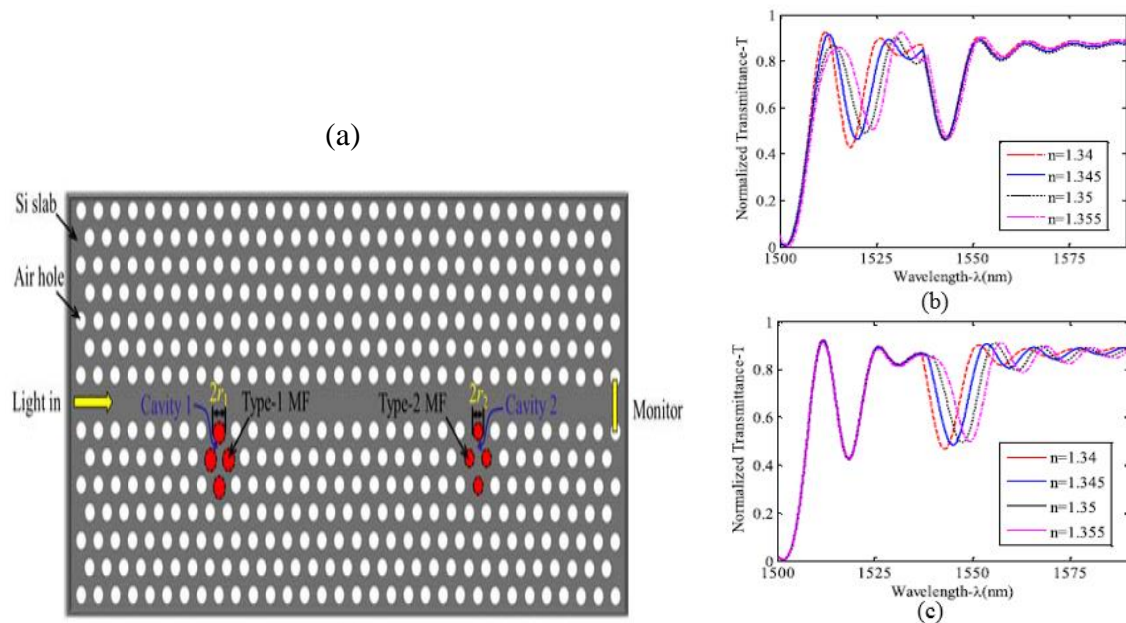 (a)
Si slab
Air hole
Light in
2r1
Cavity 1
Type-1 MF
Type-2 MF
2r2
Cavity 2
Monitor
Normalized Transmittance-T
1
0.8
0.6
0.4
0.2
0
n=1.34
n=1.345
n=1.35
n=1.355
1500
1525
1550
1575
Wavelength-λ(nm)
(b)
Normalized Transmittance-T
1
0.8
0.6
0.4
0.2
0
n=1.34
n=1.345
n=1.35
n=1.355
1500
1525
1550
1575
Wavelength-λ(nm)
(c)